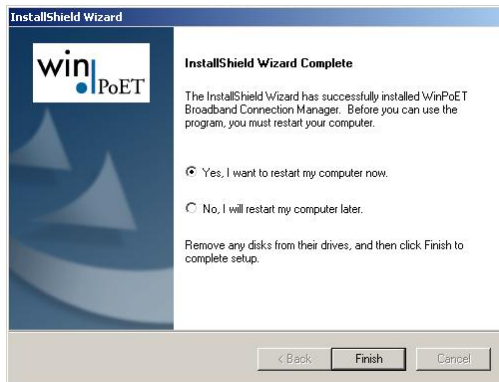 InstallShield Wizard
win
PoET
InstallShield Wizard Complete
The InstallShield Wizard has successfully installed WinPoET
Broadband Connection Manager. Before you can use the
program, you must restart your computer.
Yes, I want to restart my computer now.
No, I will restart my computer later.
Remove any disks from their drives, and then click Finish to
complete setup.
< Back
Finish
Cancel